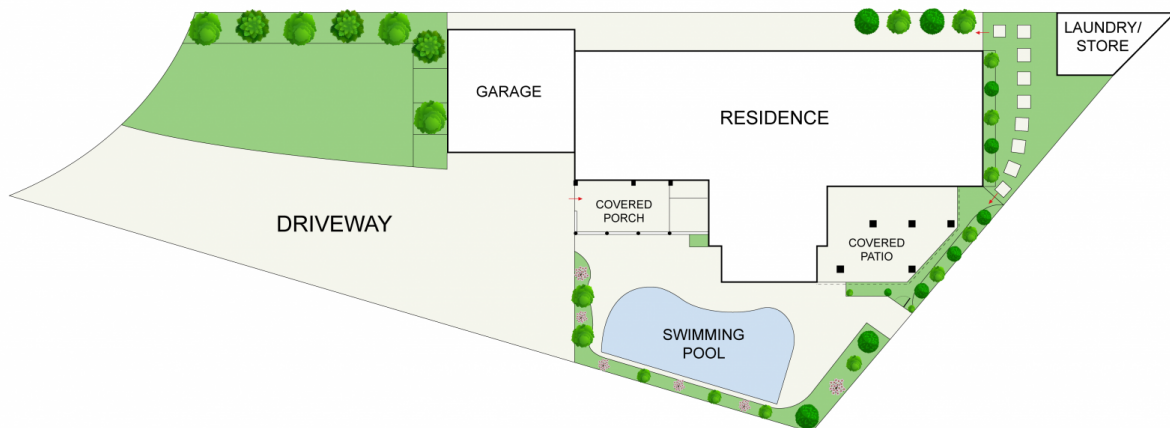 LAUNDRY/
STORE
GARAGE
RESIDENCE
COVERED
PORCH
DRIVEWAY
COVERED
PATIO
SWIMMING
POOL